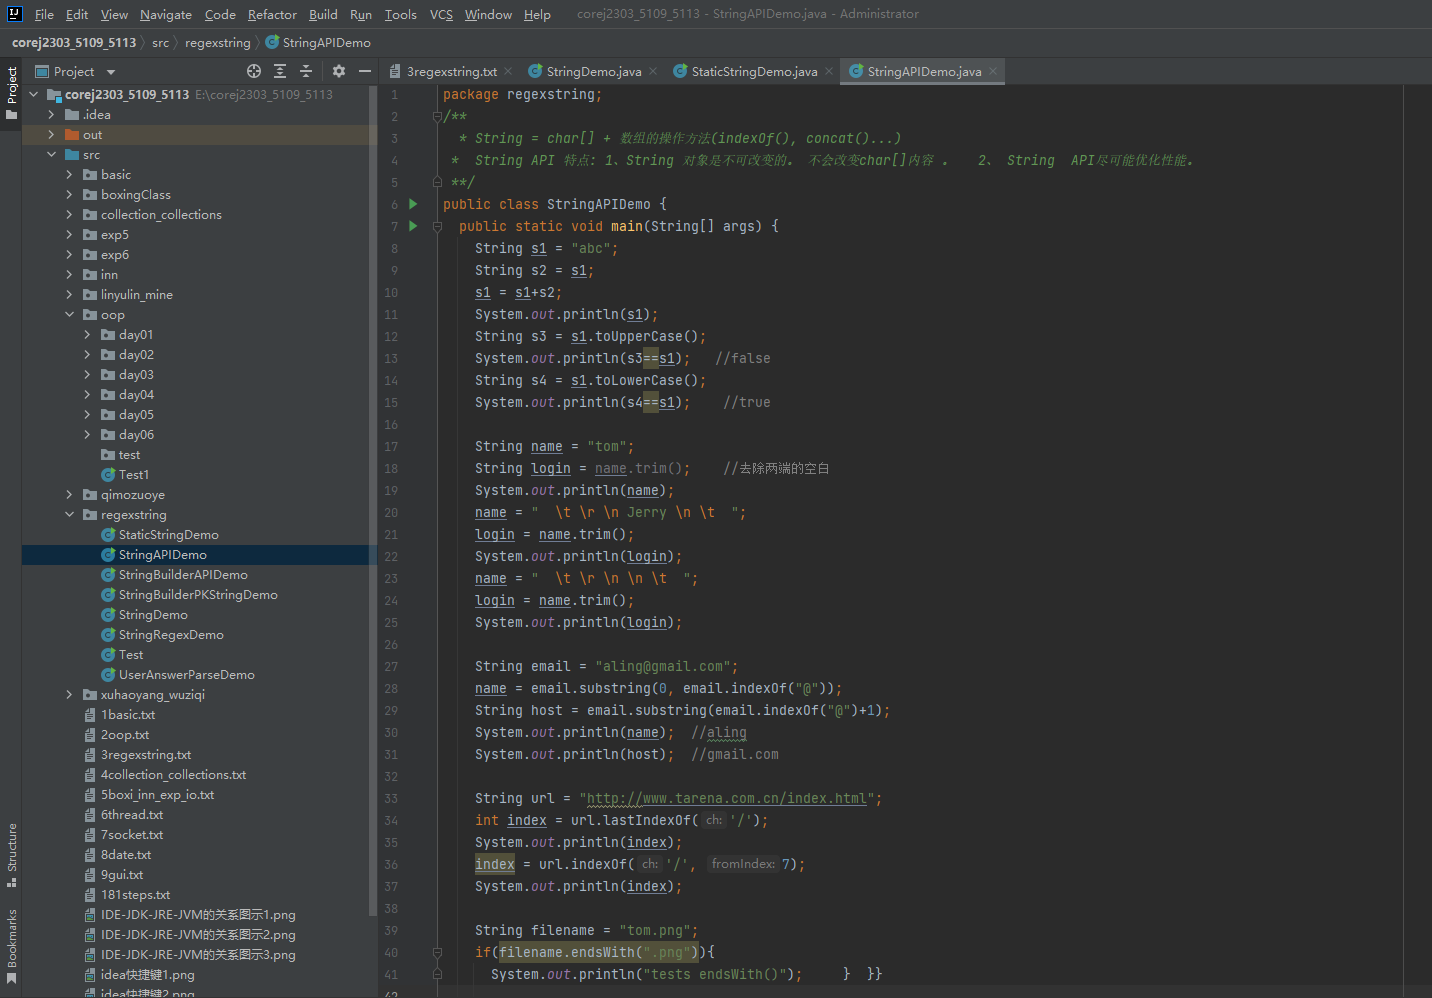 File Edit View Navigate Code Refactor Build Run Tools VCS Window Help corej2303_5109_5113 - StringAPIDemo.java - Administrator
corej2303_5109_5113 src regexstring StringAPIDemo
Project
3regexstring.txt StringDemo.java StaticStringDemo.java StringAPIDemo.java
Project
corej2303_5109_5113 E:\corej2303_5109_5113
.idea
out
src
basic
boxingClass
collection_collections
exp5
exp6
inn
linyulin_mine
oop
day01
day02
day03
day04
day05
day06
test
Test1
qimozuoye
regexstring
StaticStringDemo
StringAPIDemo
StringBuilderAPIDemo
StringBuilderPKStringDemo
StringDemo
StringRegexDemo
Test
UserAnswerParseDemo
xuhaoyang_wuziqi
1basic.txt
2oop.txt
3regexstring.txt
4collection_collections.txt
5boxi_inn_exp_io.txt
6thread.txt
7socket.txt
8date.txt
9gui.txt
181steps.txt
IDE-JDK-JRE-JVM的关系图示1.png
IDE-JDK-JRE-JVM的关系图示2.png
IDE-JDK-JRE-JVM的关系图示3.png
idea快捷键1.png
idea快捷键2.png
Structure
Bookmarks
1 package regexstring;
2 /**
3 * String = char[] + 数组的操作方法(indexOf(), concat()...)
4 * String API 特点: 1、String 对象是不可改变的. 不会改变char[]内容 . 2、 String API尽可能优化性能.
5 **/
6 public class StringAPIDemo {
7 public static void main(String[] args) {
8 String s1 = "abc";
9 String s2 = s1;
10 s1 = s1+s2;
11 System.out.println(s1);
12 String s3 = s1.toUpperCase();
13 System.out.println(s3==s1); //false
14 String s4 = s1.toLowerCase();
15 System.out.println(s4==s1); //true
16
17 String name = "tom";
18 String login = name.trim(); //去除两端的空白
19 System.out.println(name);
20 name = "  \t \r \n Jerry \n \t  ";
21 login = name.trim();
22 System.out.println(login);
23 name = "  \t \r \n \n \t  ";
24 login = name.trim();
25 System.out.println(login);
26
27 String email = "aling@gmail.com";
28 name = email.substring(0, email.indexOf("@"));
29 String host = email.substring(email.indexOf("@")+1);
30 System.out.println(name); //aling
31 System.out.println(host); //gmail.com
32
33 String url = "http://www.tarena.com.cn/index.html";
34 int index = url.lastIndexOf( ch: '/');
35 System.out.println(index);
36 index = url.indexOf( ch: '/', fromIndex: 7);
37 System.out.println(index);
38
39 String filename = "tom.png";
40 if(filename.endsWith(".png")){
41 System.out.println("tests endsWith()"); } }}
42